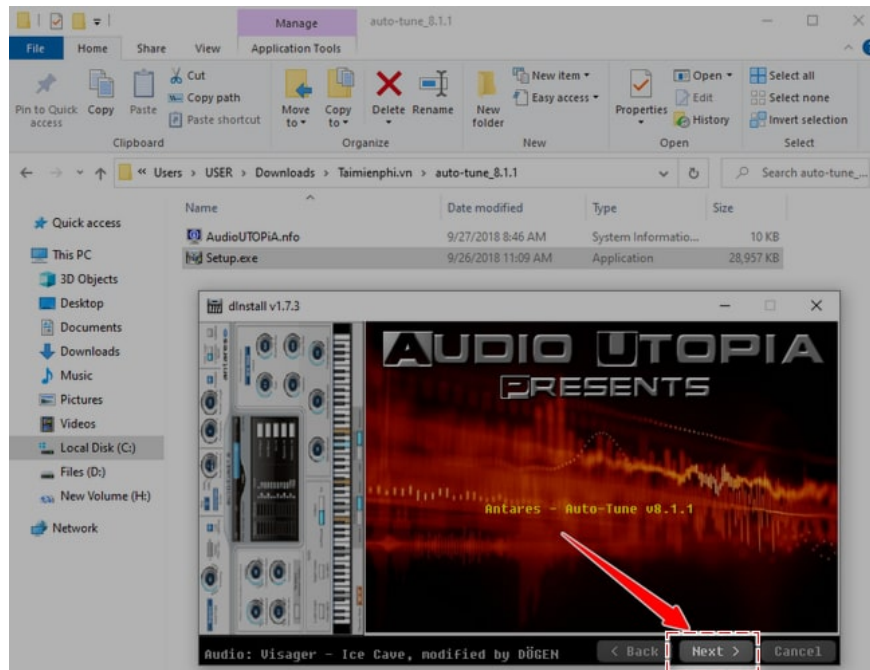 Manage
auto-tune_8.1.1
File
Home
Share
View
Application Tools
Pin to Quick access
Copy
Paste
Cut
Copy path
Paste shortcut
Move to
Copy to
Delete
Rename
New folder
New item
Easy access
Properties
Open
Edit
History
Select all
Select none
Invert selection
Clipboard
Organize
New
Open
Select
« Users › USER › Downloads › Taimienphi.vn › auto-tune_8.1.1
Search auto-tune_...
Name
Date modified
Type
Size
AudioUTOPiA.nfo
9/27/2018 8:46 AM
System Informatio...
10 KB
Setup.exe
9/26/2018 11:09 AM
Application
28,957 KB
Quick access
This PC
3D Objects
Desktop
Documents
Downloads
Music
Pictures
Videos
Local Disk (C:)
Files (D:)
New Volume (H:)
Network
dInstall v1.7.3
AUDIO UTOPIA
PRESENTS
Antares - Auto-Tune v8.1.1
Audio: Visager - Ice Cave, modified by DÖGEN
< Back
Next >
Cancel